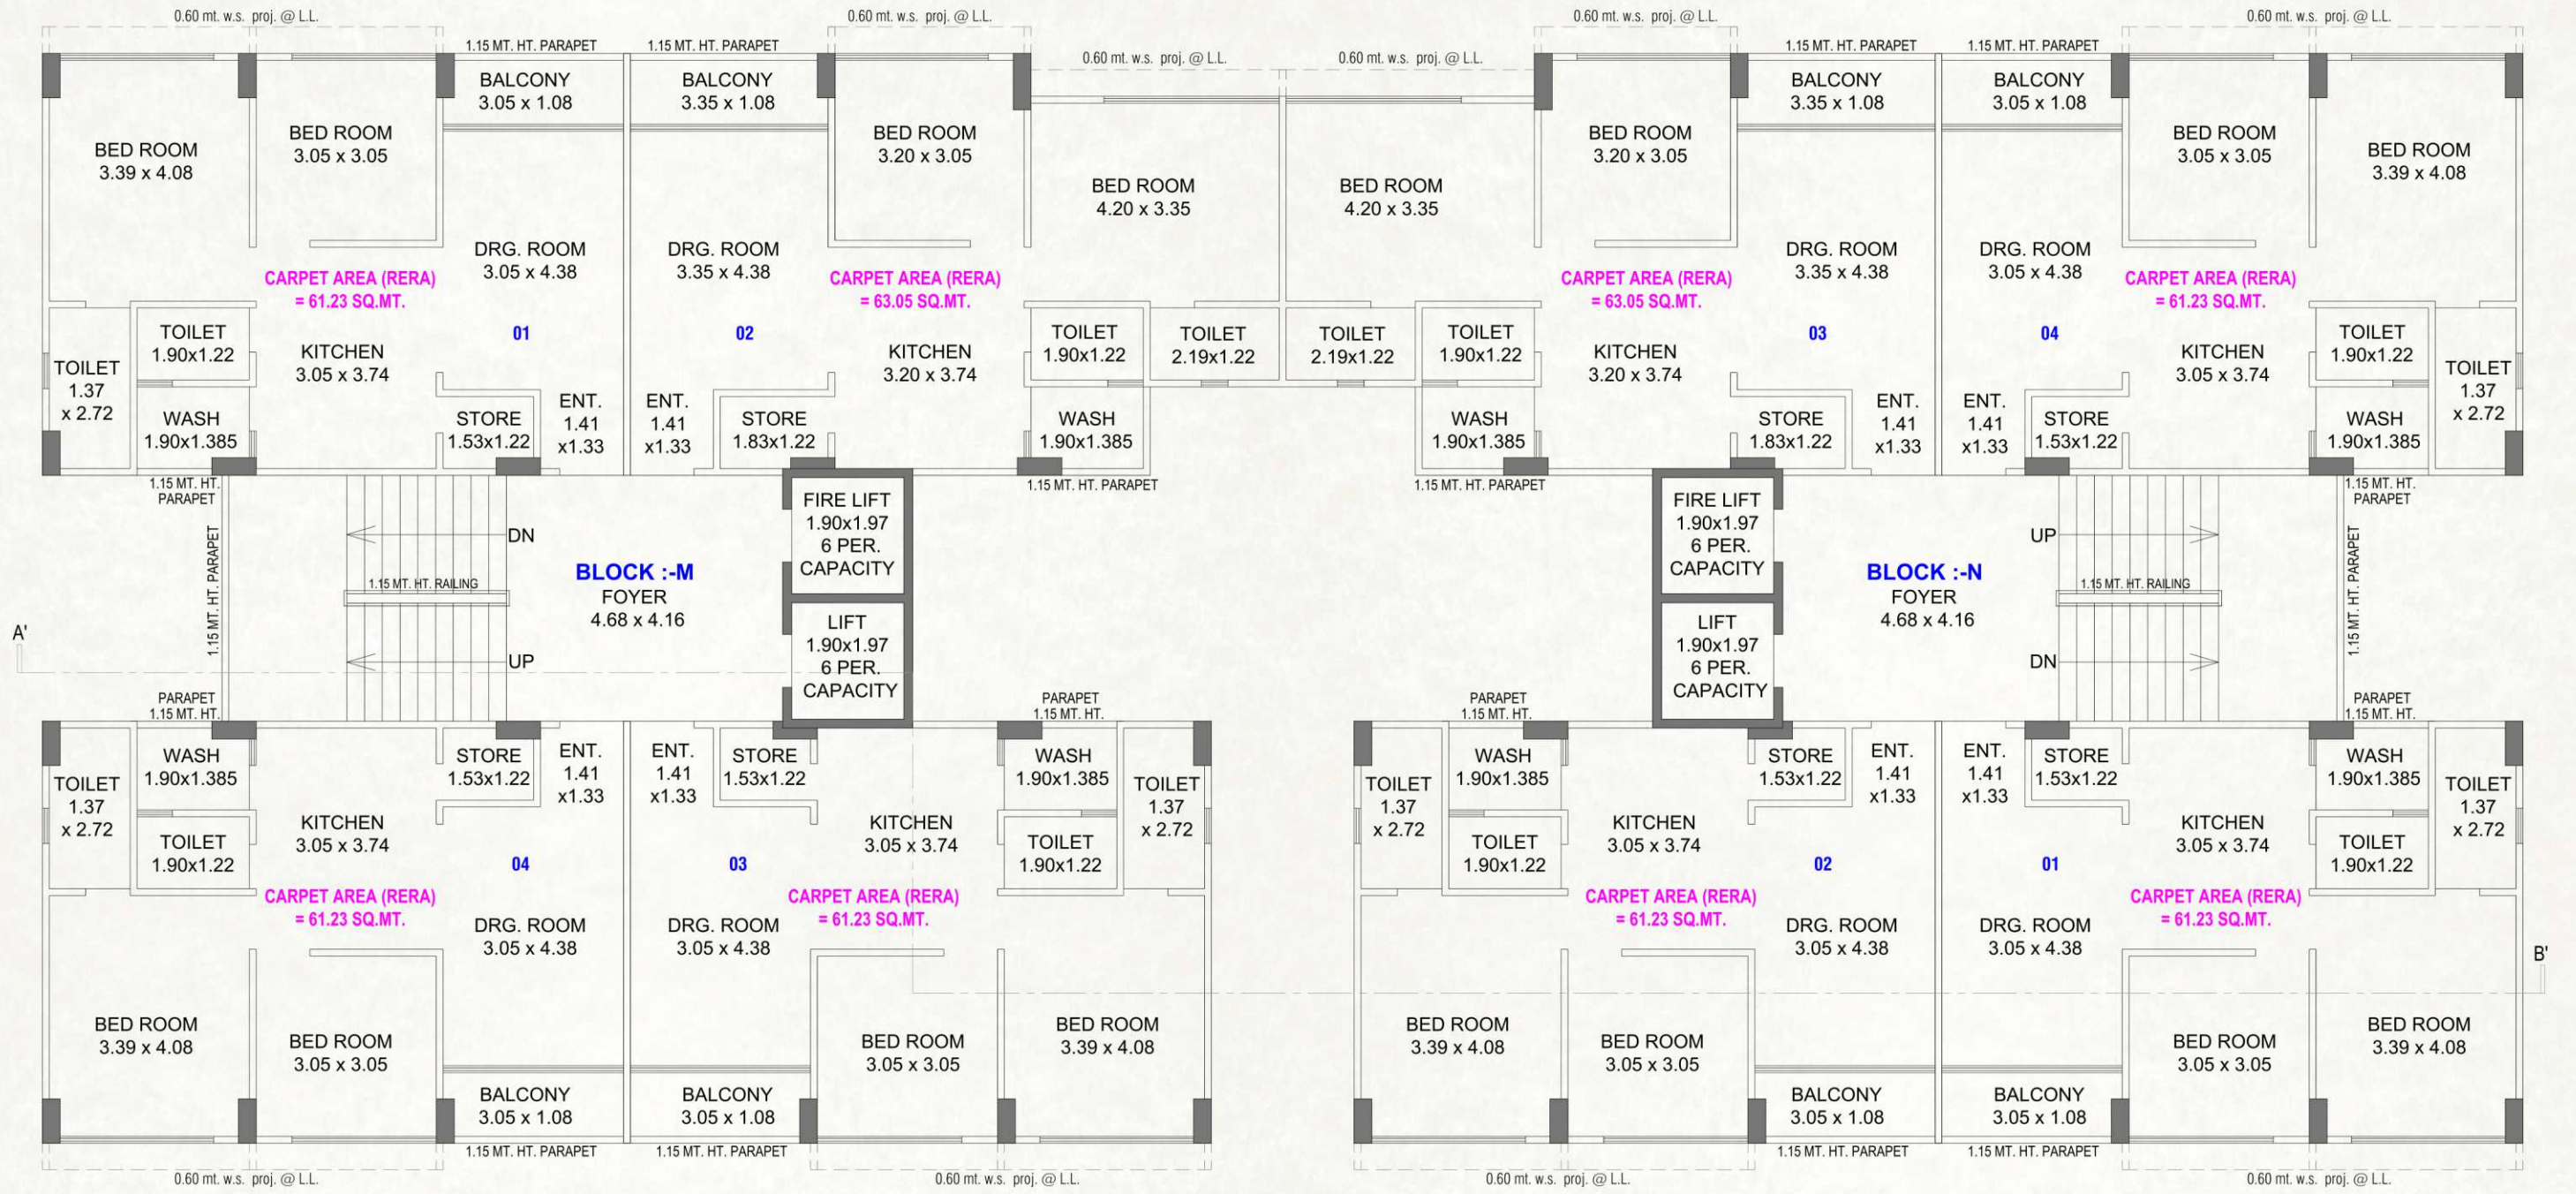 0.60 mt. w.s. proj. @ L.L.
0.60 mt. w.s. proj. @ L.L.
0.60 mt. w.s. proj. @ L.L.
0.60 mt. w.s. proj. @ L.L.
1.15 MT. HT. PARAPET
1.15 MT. HT. PARAPET
0.60 mt. w.s. proj. @ L.L.
0.60 mt. w.s. proj. @ L.L.
1.15 MT. HT. PARAPET
1.15 MT. HT. PARAPET
BED ROOM
3.39 x 4.08
BED ROOM
3.05 x 3.05
BALCONY
3.05 x 1.08
BALCONY
3.35 x 1.08
BED ROOM
3.20 x 3.05
BED ROOM
4.20 x 3.35
BED ROOM
4.20 x 3.35
BED ROOM
3.20 x 3.05
BALCONY
3.35 x 1.08
BALCONY
3.05 x 1.08
BED ROOM
3.05 x 3.05
BED ROOM
3.39 x 4.08
CARPET AREA (RERA)
= 61.23 SQ.MT.
DRG. ROOM
3.05 x 4.38
DRG. ROOM
3.35 x 4.38
CARPET AREA (RERA)
= 63.05 SQ.MT.
CARPET AREA (RERA)
= 63.05 SQ.MT.
DRG. ROOM
3.35 x 4.38
DRG. ROOM
3.05 x 4.38
CARPET AREA (RERA)
= 61.23 SQ.MT.
TOILET
1.37
x 2.72
TOILET
1.90x1.22
KITCHEN
3.05 x 3.74
01
02
KITCHEN
3.20 x 3.74
TOILET
1.90x1.22
TOILET
2.19x1.22
TOILET
2.19x1.22
TOILET
1.90x1.22
KITCHEN
3.20 x 3.74
03
04
KITCHEN
3.05 x 3.74
TOILET
1.90x1.22
TOILET
1.37
x 2.72
WASH
1.90x1.385
STORE
1.53x1.22
ENT.
1.41
x1.33
ENT.
1.41
x1.33
STORE
1.83x1.22
WASH
1.90x1.385
WASH
1.90x1.385
STORE
1.83x1.22
ENT.
1.41
x1.33
ENT.
1.41
x1.33
STORE
1.53x1.22
WASH
1.90x1.385
1.15 MT. HT.
PARAPET
1.15 MT. HT. PARAPET
1.15 MT. HT. PARAPET
1.15 MT. HT.
PARAPET
1.15 MT. HT. PARAPET
DN
1.15 MT. HT. RAILING
UP
BLOCK :-M
FOYER
4.68 x 4.16
FIRE LIFT
1.90x1.97
6 PER.
CAPACITY
LIFT
1.90x1.97
6 PER.
CAPACITY
FIRE LIFT
1.90x1.97
6 PER.
CAPACITY
LIFT
1.90x1.97
6 PER.
CAPACITY
BLOCK :-N
FOYER
4.68 x 4.16
UP
1.15 MT. HT. RAILING
DN
1.15 MT. HT. PARAPET
A'
PARAPET
1.15 MT. HT.
PARAPET
1.15 MT. HT.
PARAPET
1.15 MT. HT.
PARAPET
1.15 MT. HT.
TOILET
1.37
x 2.72
WASH
1.90x1.385
STORE
1.53x1.22
ENT.
1.41
x1.33
ENT.
1.41
x1.33
STORE
1.53x1.22
WASH
1.90x1.385
TOILET
1.37
x 2.72
TOILET
1.37
x 2.72
WASH
1.90x1.385
STORE
1.53x1.22
ENT.
1.41
x1.33
ENT.
1.41
x1.33
STORE
1.53x1.22
WASH
1.90x1.385
TOILET
1.37
x 2.72
TOILET
1.90x1.22
KITCHEN
3.05 x 3.74
04
03
KITCHEN
3.05 x 3.74
TOILET
1.90x1.22
TOILET
1.90x1.22
KITCHEN
3.05 x 3.74
02
01
KITCHEN
3.05 x 3.74
TOILET
1.90x1.22
CARPET AREA (RERA)
= 61.23 SQ.MT.
DRG. ROOM
3.05 x 4.38
DRG. ROOM
3.05 x 4.38
CARPET AREA (RERA)
= 61.23 SQ.MT.
CARPET AREA (RERA)
= 61.23 SQ.MT.
DRG. ROOM
3.05 x 4.38
DRG. ROOM
3.05 x 4.38
CARPET AREA (RERA)
= 61.23 SQ.MT.
B'
BED ROOM
3.39 x 4.08
BED ROOM
3.05 x 3.05
BALCONY
3.05 x 1.08
BALCONY
3.05 x 1.08
BED ROOM
3.05 x 3.05
BED ROOM
3.39 x 4.08
BED ROOM
3.39 x 4.08
BED ROOM
3.05 x 3.05
BALCONY
3.05 x 1.08
BALCONY
3.05 x 1.08
BED ROOM
3.05 x 3.05
BED ROOM
3.39 x 4.08
1.15 MT. HT. PARAPET
1.15 MT. HT. PARAPET
1.15 MT. HT. PARAPET
1.15 MT. HT. PARAPET
0.60 mt. w.s. proj. @ L.L.
0.60 mt. w.s. proj. @ L.L.
0.60 mt. w.s. proj. @ L.L.
0.60 mt. w.s. proj. @ L.L.